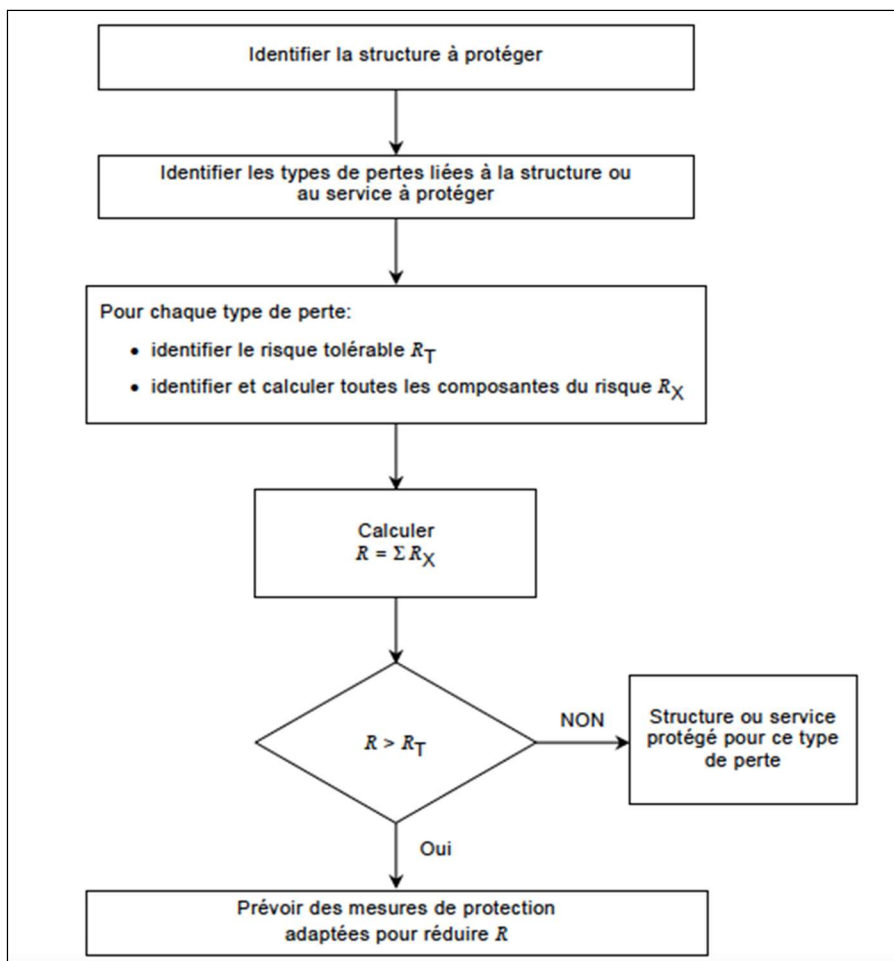 Identifier la structure à protéger
Identifier les types de pertes liées à la structure ou
au service à protéger
Pour chaque type de perte:
• identifier le risque tolérable RT
• identifier et calculer toutes les composantes du risque RX
Calculer
R = Σ RX
R > RT
NON
Structure ou service
protégé pour ce type
de perte
Oui
Prévoir des mesures de protection
adaptées pour réduire R